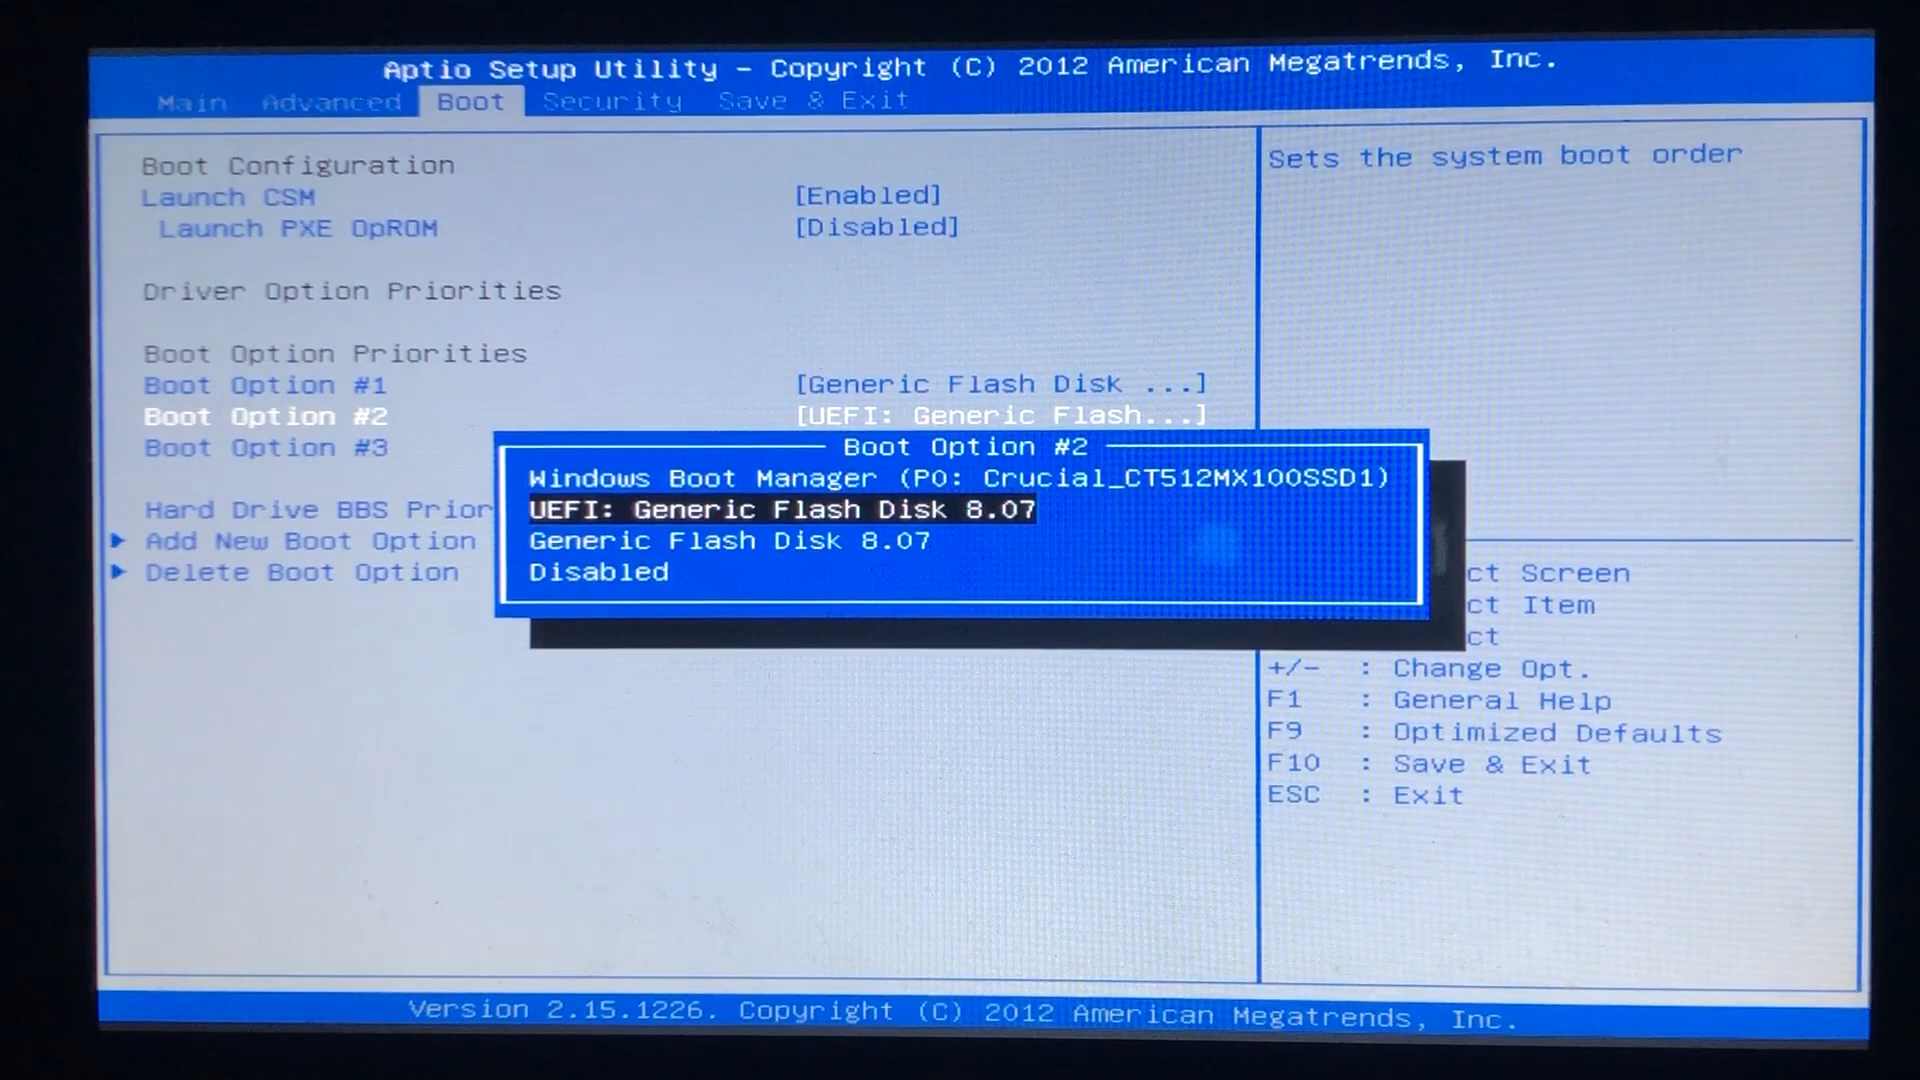 Aptio Setup Utility - Copyright (C) 2012 American Megatrends, Inc.
Main Advanced Boot Security Save & Exit
Boot Configuration
Launch CSM [Enabled]
Launch PXE OpROM [Disabled]
Driver Option Priorities
Boot Option Priorities
Boot Option #1 [Generic Flash Disk ...]
Boot Option #2 [UEFI: Generic Flash...]
Boot Option #3
Hard Drive BBS Prior
Add New Boot Option
Delete Boot Option
Boot Option #2
Windows Boot Manager (P0: Crucial_CT512MX100SSD1)
UEFI: Generic Flash Disk 8.07
Generic Flash Disk 8.07
Disabled
Sets the system boot order
ct Screen
ct Item
ct
+/- : Change Opt.
F1 : General Help
F9 : Optimized Defaults
F10 : Save & Exit
ESC : Exit
Version 2.15.1226. Copyright (C) 2012 American Megatrends, Inc.